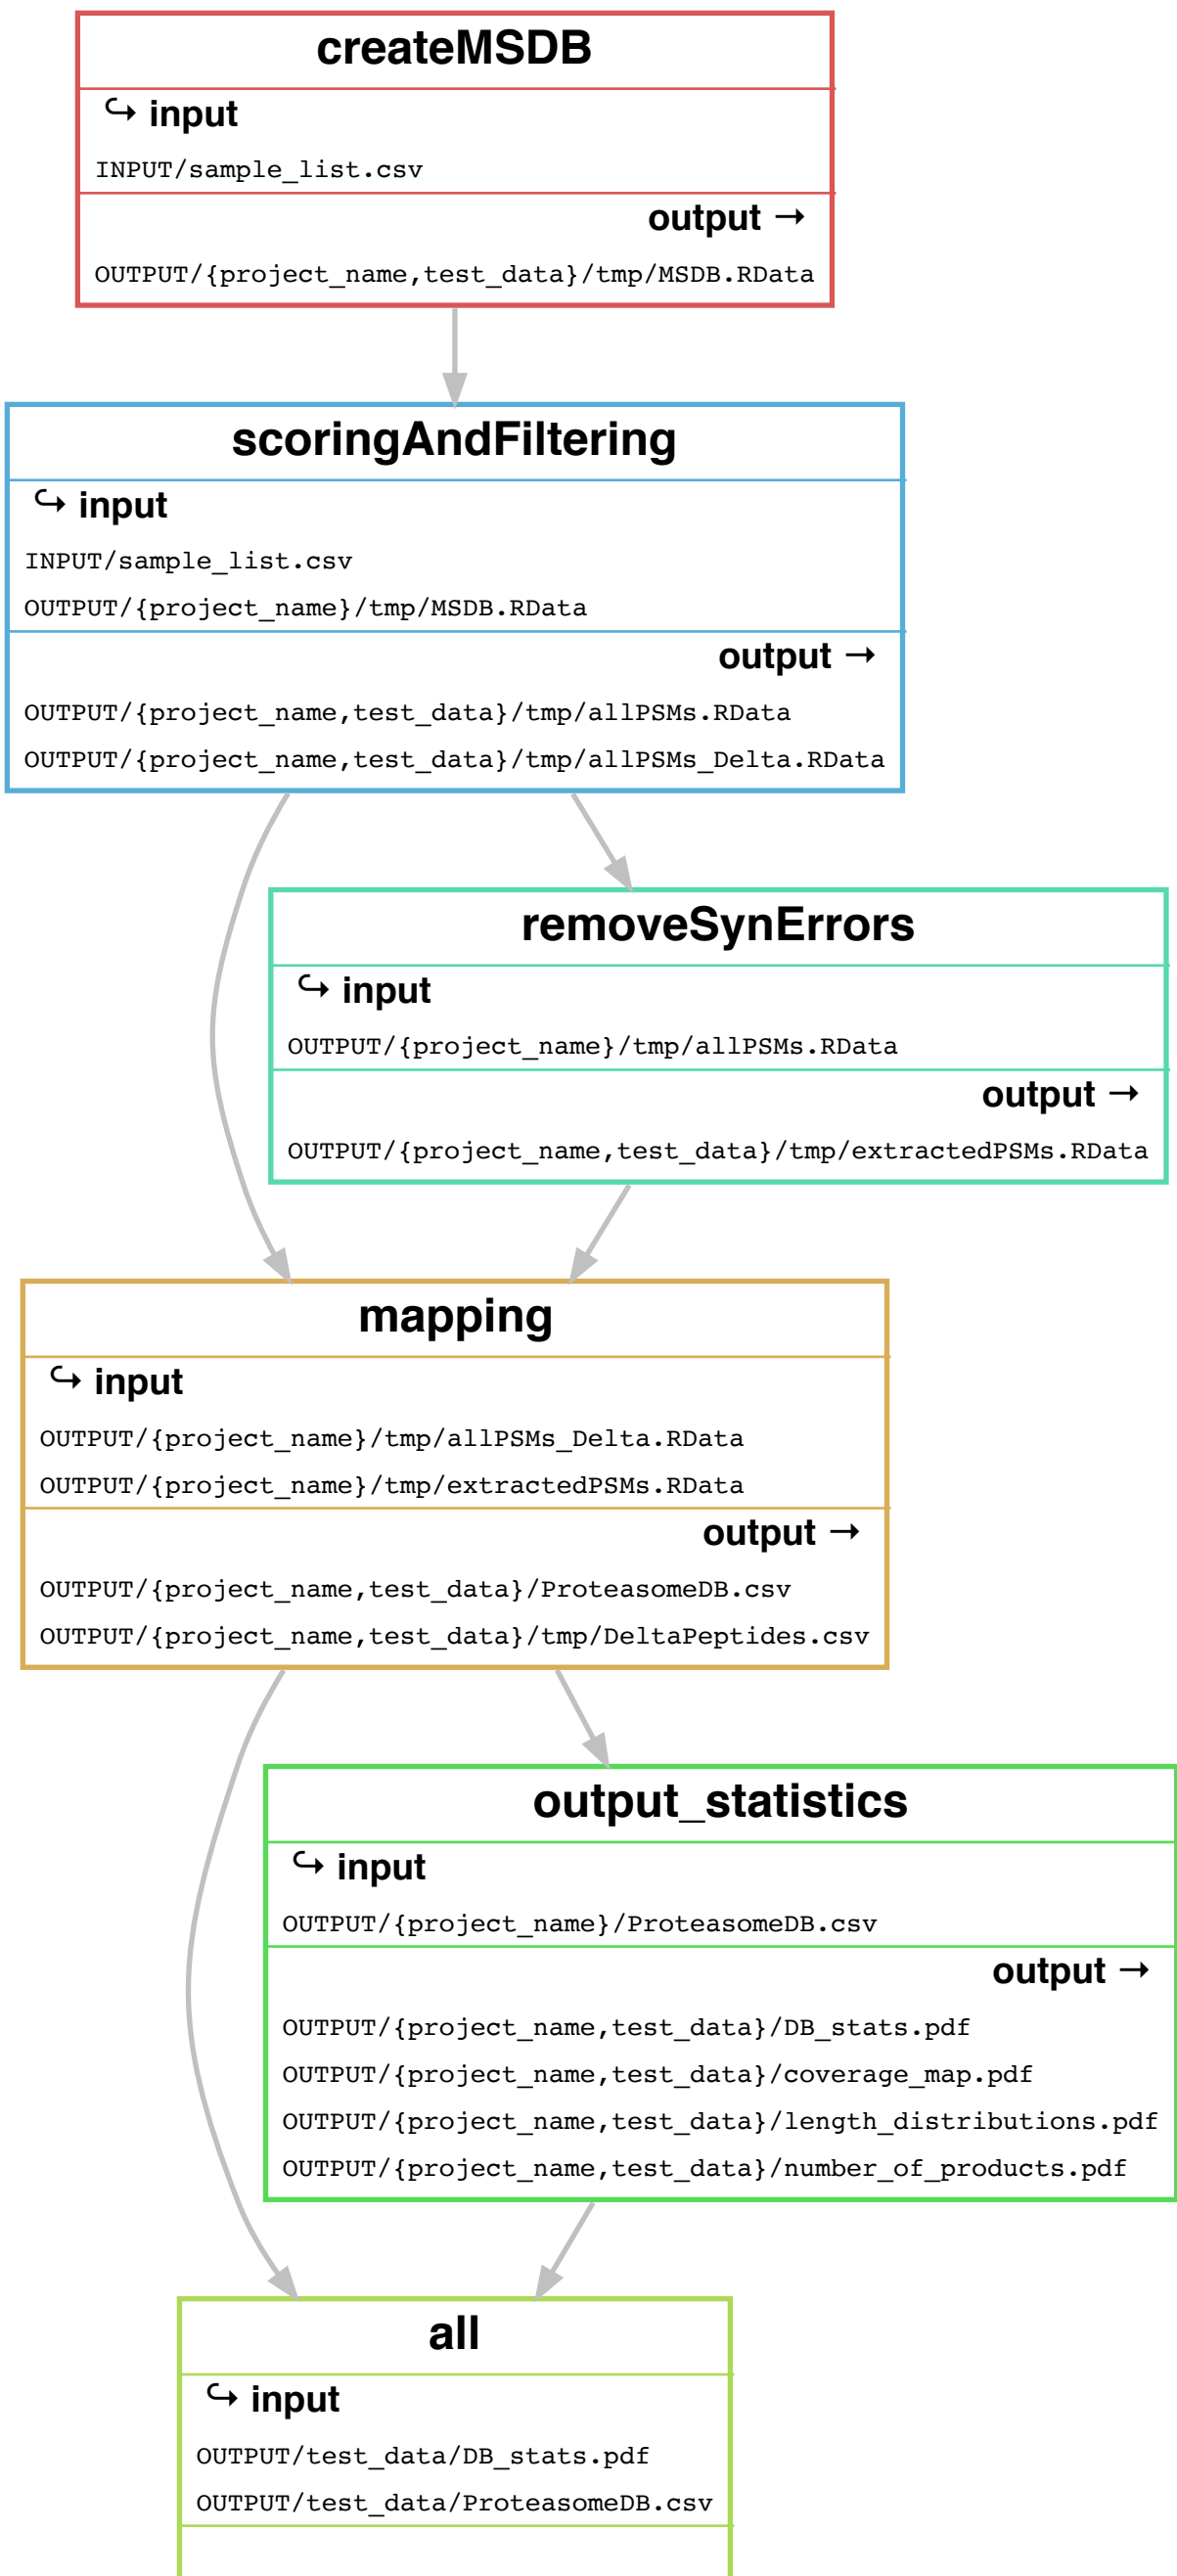 createMSDB
↪ input
INPUT/sample_list.csv
output →
OUTPUT/{project_name,test_data}/tmp/MSDB.RData
scoringAndFiltering
↪ input
INPUT/sample_list.csv
OUTPUT/{project_name}/tmp/MSDB.RData
output →
OUTPUT/{project_name,test_data}/tmp/allPSMs.RData
OUTPUT/{project_name,test_data}/tmp/allPSMs_Delta.RData
removeSynErrors
↪ input
OUTPUT/{project_name}/tmp/allPSMs.RData
output →
OUTPUT/{project_name,test_data}/tmp/extractedPSMs.RData
mapping
↪ input
OUTPUT/{project_name}/tmp/allPSMs_Delta.RData
OUTPUT/{project_name}/tmp/extractedPSMs.RData
output →
OUTPUT/{project_name,test_data}/ProteasomeDB.csv
OUTPUT/{project_name,test_data}/tmp/DeltaPeptides.csv
output_statistics
↪ input
OUTPUT/{project_name}/ProteasomeDB.csv
output →
OUTPUT/{project_name,test_data}/DB_stats.pdf
OUTPUT/{project_name,test_data}/coverage_map.pdf
OUTPUT/{project_name,test_data}/length_distributions.pdf
OUTPUT/{project_name,test_data}/number_of_products.pdf
all
↪ input
OUTPUT/test_data/DB_stats.pdf
OUTPUT/test_data/ProteasomeDB.csv